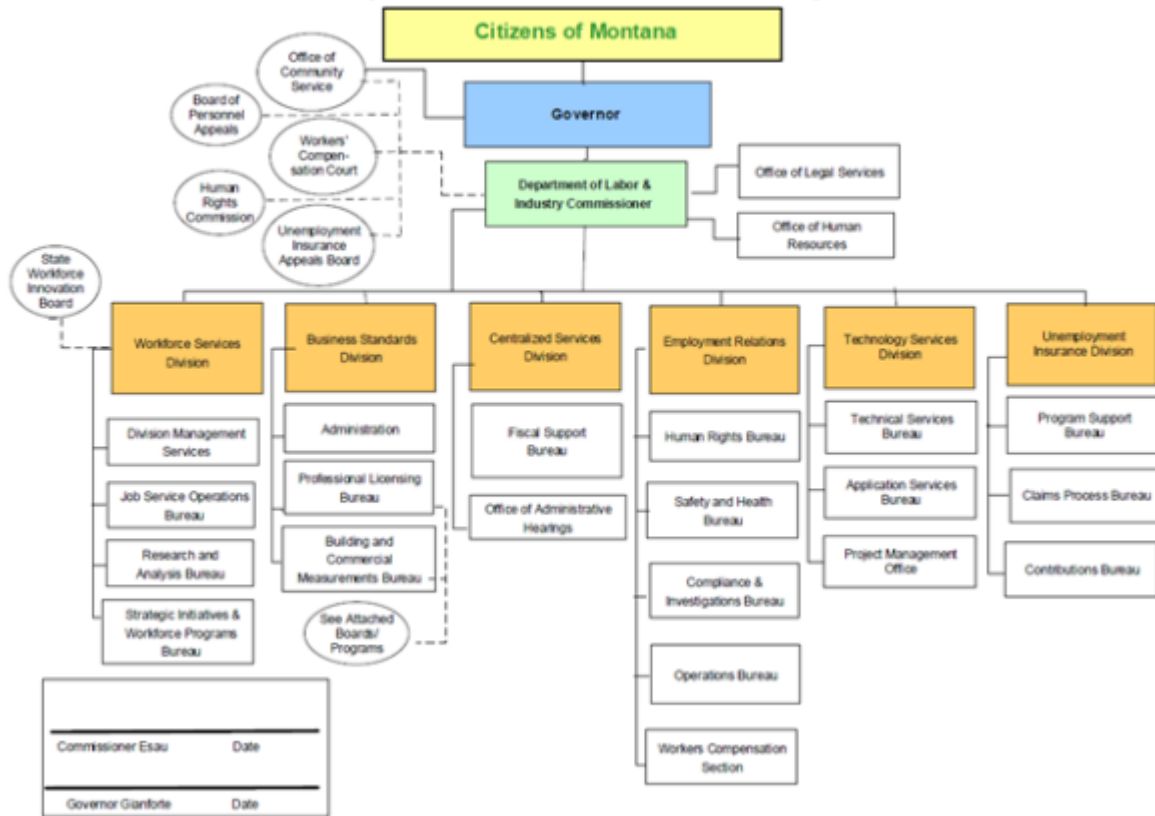 Citizens of Montana
Governor
Office of
Community
Service
Board of
Personnel
Appeals
Workers'
Compen-
sation Court
Human
Rights
Commission
Unemployment
Insurance
Appeals Board
State
Workforce
Innovation
Board
Department of Labor &
Industry Commissioner
Office of Legal Services
Office of Human
Resources
Workforce Services
Division
Division Management
Services
Job Service Operations
Bureau
Research and
Analysis Bureau
Strategic Initiatives &
Workforce Programs
Bureau
Business Standards
Division
Administration
Professional Licensing
Bureau
Building and
Commercial
Measurements Bureau
See Attached
Boards/
Programs
Centralized Services
Division
Fiscal Support
Bureau
Office of Administrative
Hearings
Employment Relations
Division
Human Rights Bureau
Safety and Health
Bureau
Compliance &
Investigations Bureau
Operations Bureau
Workers Compensation
Section
Technology Services
Division
Technical Services
Bureau
Application Services
Bureau
Project Management
Office
Unemployment
Insurance Division
Program Support
Bureau
Claims Process Bureau
Contributions Bureau
Commissioner Esau Date
Governor Gianforte Date